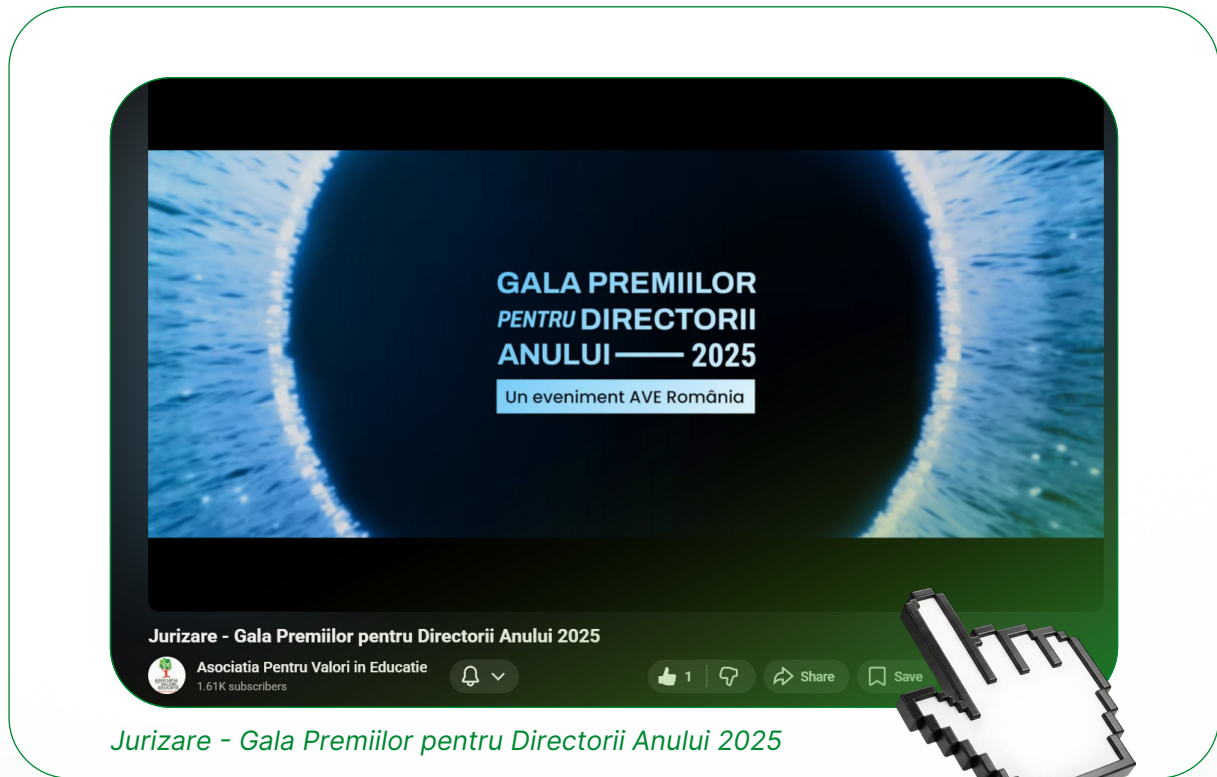 GALA PREMIILOR
PENTRU DIRECTORII
ANULUI — 2025
Un eveniment AVE România
Jurizare - Gala Premiilor pentru Directorii Anului 2025
Asociatia Pentru Valori in Educatie
1.61K subscribers
1
Share
Save
Jurizare - Gala Premiilor pentru Directorii Anului 2025